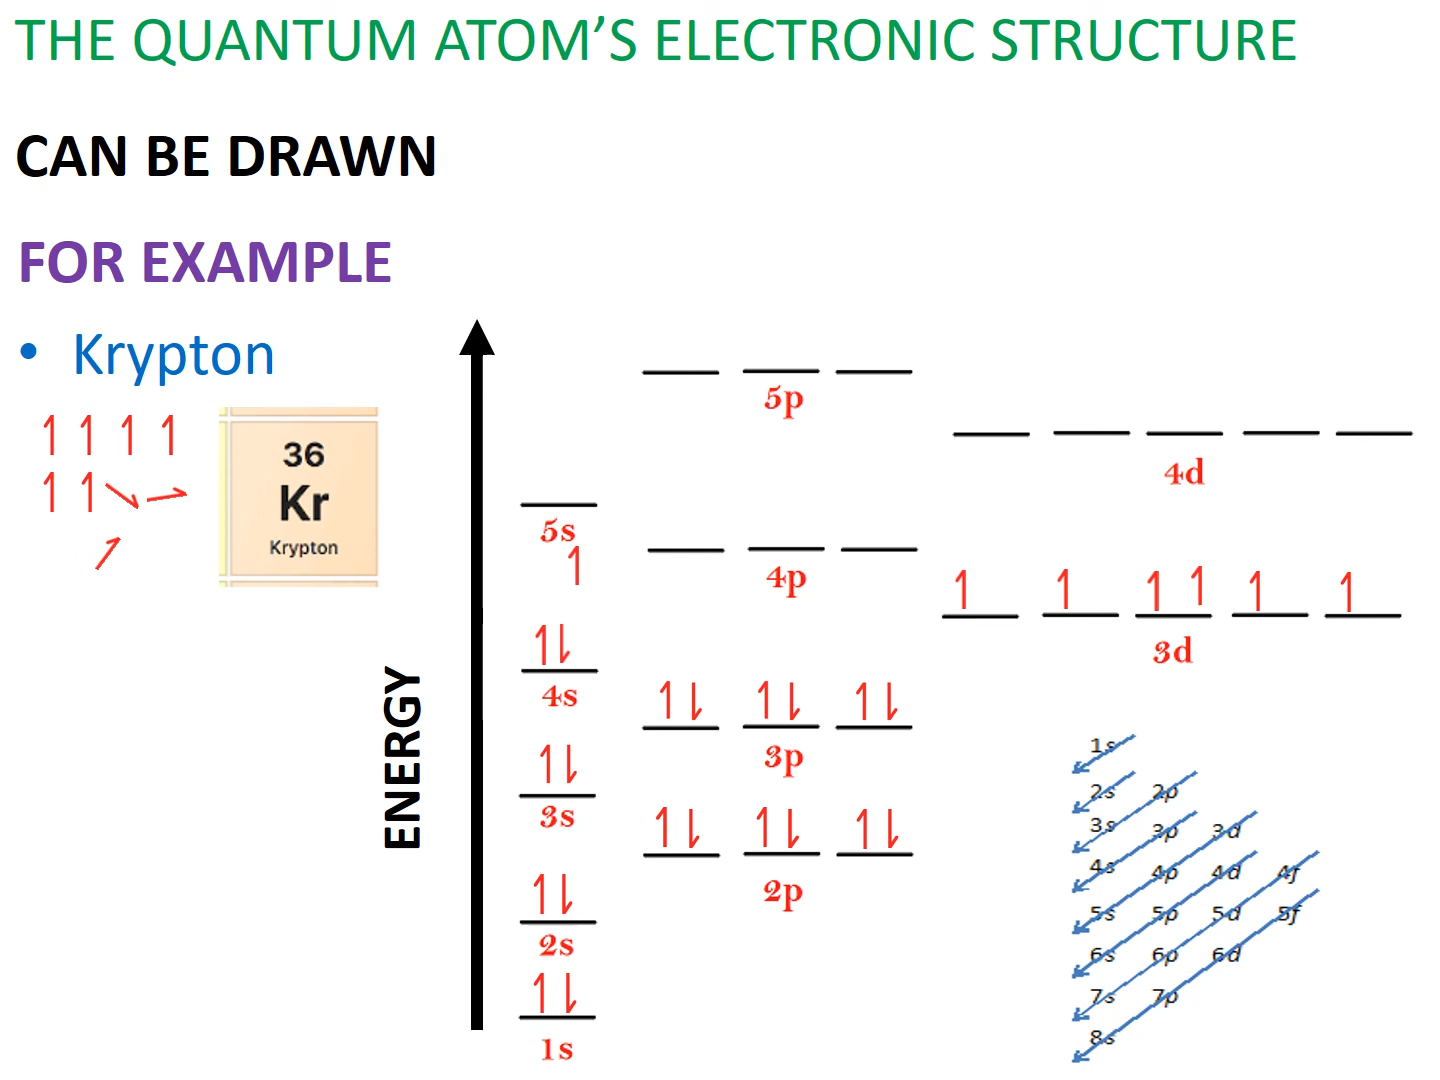 THE QUANTUM ATOM’S ELECTRONIC STRUCTURE
CAN BE DRAWN
FOR EXAMPLE
• Krypton
36
Kr
Krypton
ENERGY
5p
4d
5s
4p
3d
4s
3p
3s
2p
2s
1s
1s
2s 2p
3s 3p 3d
4s 4p 4d 4f
5s 5p 5d 5f
6s 6p 6d
7s 7p
8s